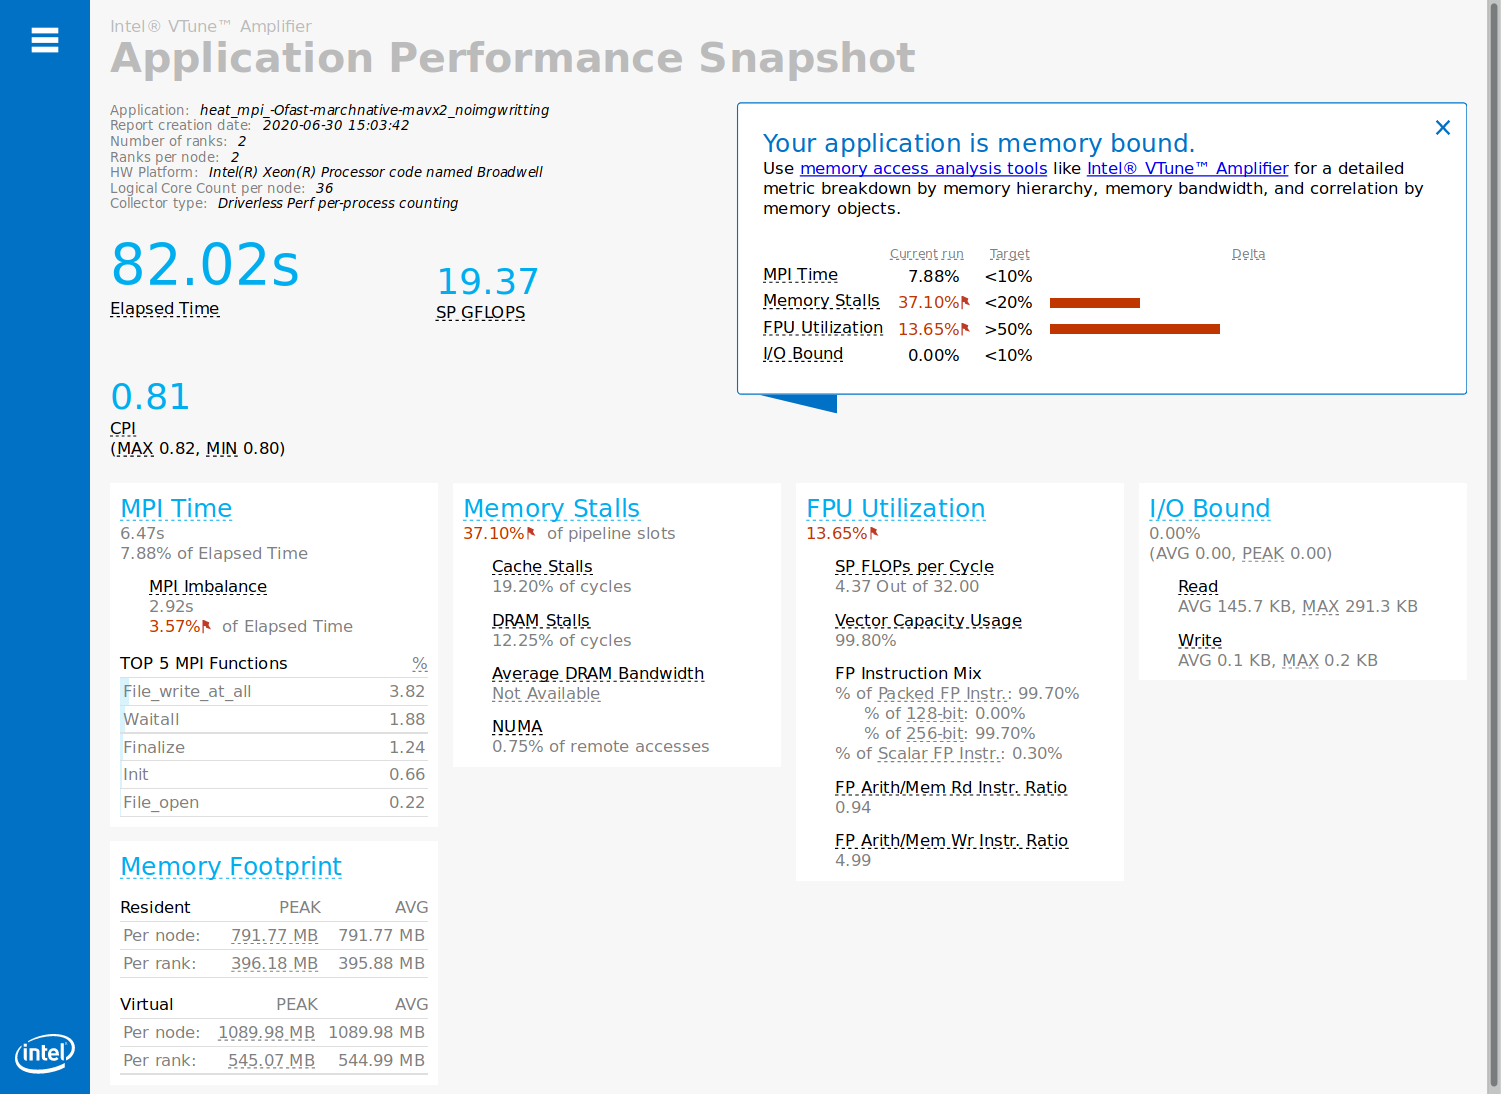 Intel® VTune™ Amplifier
Application Performance Snapshot
Application: heat_mpi_-Ofast-marchnative-mavx2_noimgwritting
Report creation date: 2020-06-30 15:03:42
Number of ranks: 2
Ranks per node: 2
HW Platform: Intel(R) Xeon(R) Processor code named Broadwell
Logical Core Count per node: 36
Collector type: Driverless Perf per-process counting
82.02s
Elapsed Time
19.37
SP GFLOPS
0.81
CPI
(MAX 0.82, MIN 0.80)
Your application is memory bound.
Use memory access analysis tools like Intel® VTune™ Amplifier for a detailed
metric breakdown by memory hierarchy, memory bandwidth, and correlation by
memory objects.
Current run Target Delta
MPI Time 7.88% <10%
Memory Stalls 37.10% <20%
FPU Utilization 13.65% >50%
I/O Bound 0.00% <10%
MPI Time
6.47s
7.88% of Elapsed Time
MPI Imbalance
2.92s
3.57% of Elapsed Time
TOP 5 MPI Functions %
File_write_at_all 3.82
Waitall 1.88
Finalize 1.24
Init 0.66
File_open 0.22
Memory Footprint
Resident PEAK AVG
Per node: 791.77 MB 791.77 MB
Per rank: 396.18 MB 395.88 MB
Virtual PEAK AVG
Per node: 1089.98 MB 1089.98 MB
Per rank: 545.07 MB 544.99 MB
Memory Stalls
37.10% of pipeline slots
Cache Stalls
19.20% of cycles
DRAM Stalls
12.25% of cycles
Average DRAM Bandwidth
Not Available
NUMA
0.75% of remote accesses
FPU Utilization
13.65%
SP FLOPs per Cycle
4.37 Out of 32.00
Vector Capacity Usage
99.80%
FP Instruction Mix
% of Packed FP Instr.: 99.70%
% of 128-bit: 0.00%
% of 256-bit: 99.70%
% of Scalar FP Instr.: 0.30%
FP Arith/Mem Rd Instr. Ratio
0.94
FP Arith/Mem Wr Instr. Ratio
4.99
I/O Bound
0.00%
(AVG 0.00, PEAK 0.00)
Read
AVG 145.7 KB, MAX 291.3 KB
Write
AVG 0.1 KB, MAX 0.2 KB
intel